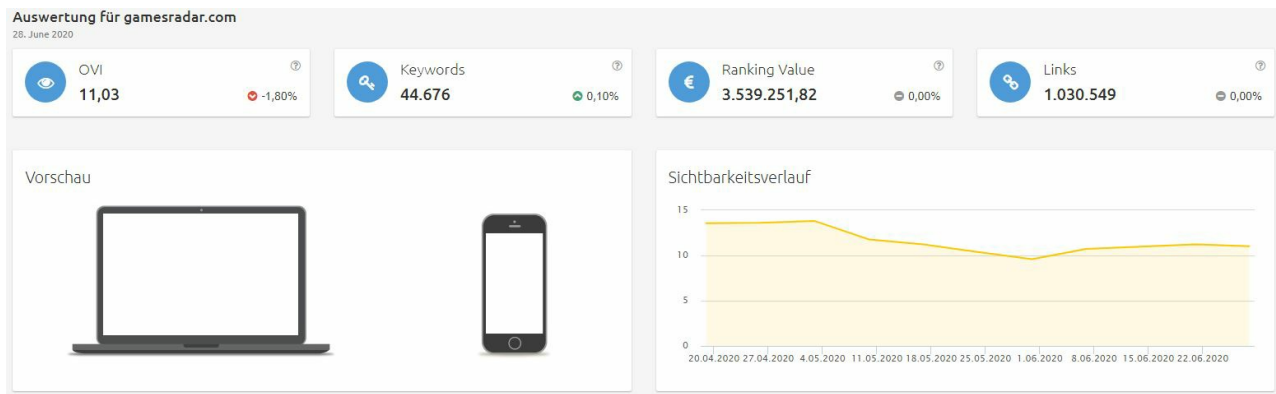 Auswertung für gamesradar.com
28. June 2020
OVI
11,03
-1,80%
Keywords
44.676
0,10%
€
Ranking Value
3.539.251,82
0,00%
Links
1.030.549
0,00%
Vorschau
Sichtbarkeitsverlauf
15
10
5
0
20.04.2020 27.04.2020 4.05.2020 11.05.2020 18.05.2020 25.05.2020 1.06.2020 8.06.2020 15.06.2020 22.06.2020